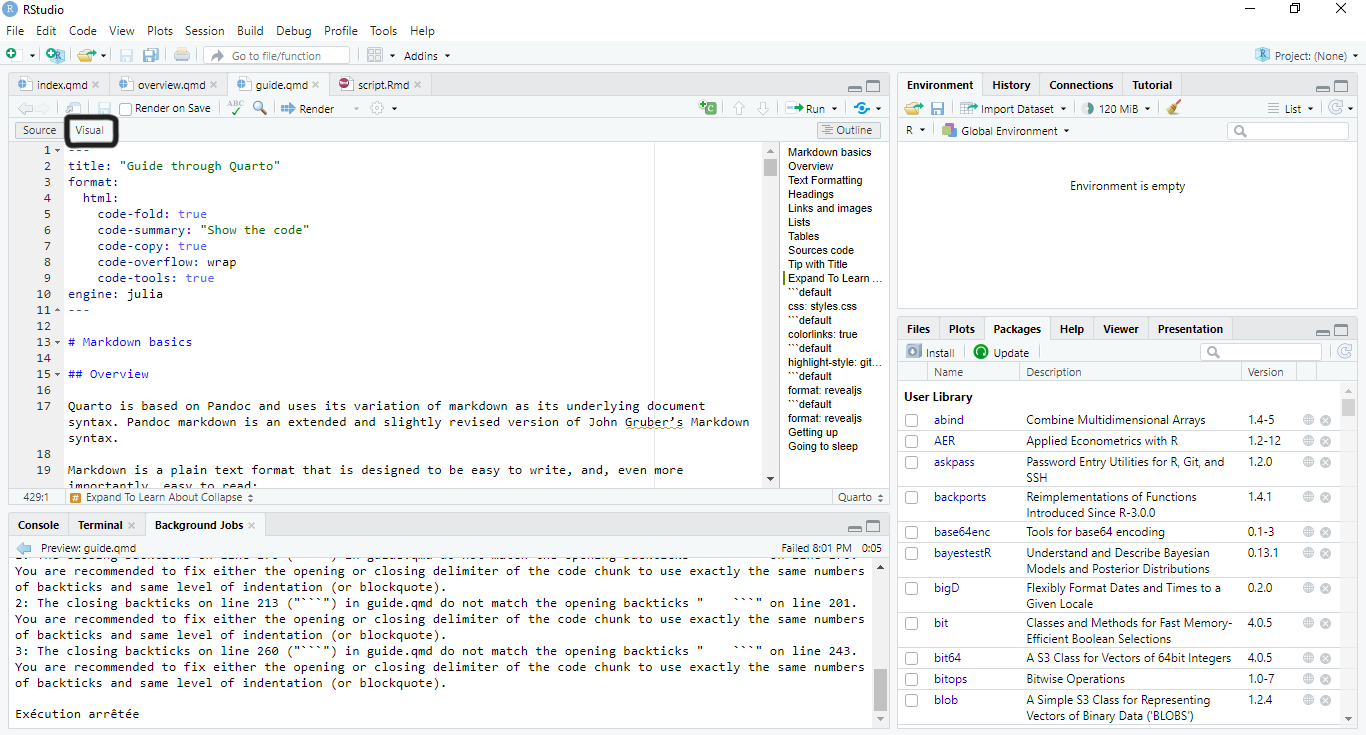 RStudio
File Edit Code View Plots Session Build Debug Profile Tools Help
Go to file/function Addins Project: (None)
index.qmd overview.qmd guide.qmd script.Rmd
Render on Save ABC Render Run
Source Visual Outline
1 ---
2 title: "Guide through Quarto"
3 format:
4 html:
5 code-fold: true
6 code-summary: "Show the code"
7 code-copy: true
8 code-overflow: wrap
9 code-tools: true
10 engine: julia
11 ---
12
13 # Markdown basics
14
15 ## Overview
16
17 Quarto is based on Pandoc and uses its variation of markdown as its underlying document
syntax. Pandoc markdown is an extended and slightly revised version of John Gruber's Markdown
syntax.
18
19 Markdown is a plain text format that is designed to be easy to write, and, even more
importantly, easy to read:
Markdown basics
Overview
Text Formatting
Headings
Links and images
Lists
Tables
Sources code
Tip with Title
Expand To Learn ...
```default
css: styles.css
```default
colorlinks: true
```default
highlight-style: git...
```default
format: revealjs
```default
format: revealjs
Getting up
Going to sleep
429:1 # Expand To Learn About Collapse Quarto
Console Terminal Background Jobs
Preview: guide.qmd Failed 8:01 PM 0:05
You are recommended to fix either the opening or closing delimiter of the code chunk to use exactly the same numbers
of backticks and same level of indentation (or blockquote).
2: The closing backticks on line 213 ("```") in guide.qmd do not match the opening backticks "    ```" on line 201.
You are recommended to fix either the opening or closing delimiter of the code chunk to use exactly the same numbers
of backticks and same level of indentation (or blockquote).
3: The closing backticks on line 260 ("```") in guide.qmd do not match the opening backticks "    ```" on line 243.
You are recommended to fix either the opening or closing delimiter of the code chunk to use exactly the same numbers
of backticks and same level of indentation (or blockquote).
Exécution arrêtée
Environment History Connections Tutorial
Import Dataset 120 MiB List
R Global Environment
Environment is empty
Files Plots Packages Help Viewer Presentation
Install Update
Name Description Version
User Library
abind Combine Multidimensional Arrays 1.4-5
AER Applied Econometrics with R 1.2-12
askpass Password Entry Utilities for R, Git, and 1.2.0
SSH
backports Reimplementations of Functions 1.4.1
Introduced Since R-3.0.0
base64enc Tools for base64 encoding 0.1-3
bayestestR Understand and Describe Bayesian 0.13.1
Models and Posterior Distributions
bigD Flexibly Format Dates and Times to a 0.2.0
Given Locale
bit Classes and Methods for Fast Memory- 4.0.5
Efficient Boolean Selections
bit64 A S3 Class for Vectors of 64bit Integers 4.0.5
bitops Bitwise Operations 1.0-7
blob A Simple S3 Class for Representing 1.2.4
Vectors of Binary Data ('BLOBS')